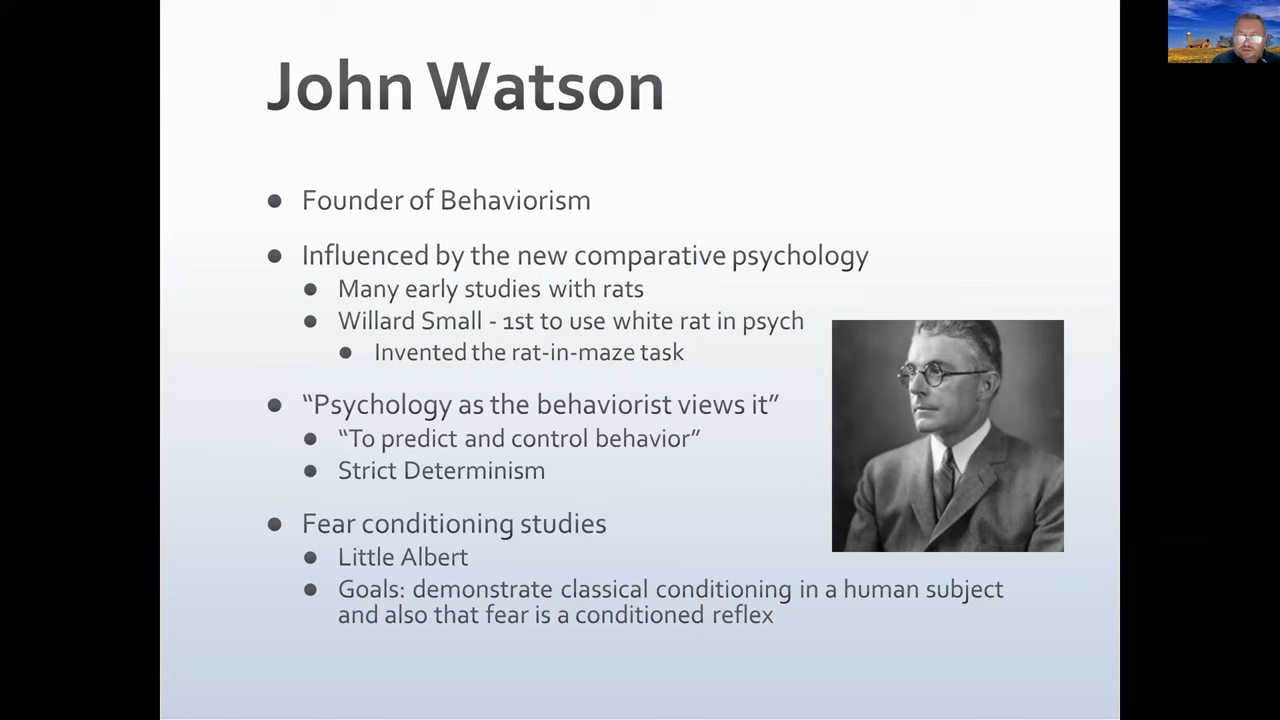 John Watson
● Founder of Behaviorism
● Influenced by the new comparative psychology
● Many early studies with rats
● Willard Small - 1st to use white rat in psych
● Invented the rat-in-maze task
● “Psychology as the behaviorist views it”
● “To predict and control behavior”
● Strict Determinism
● Fear conditioning studies
● Little Albert
● Goals: demonstrate classical conditioning in a human subject
and also that fear is a conditioned reflex